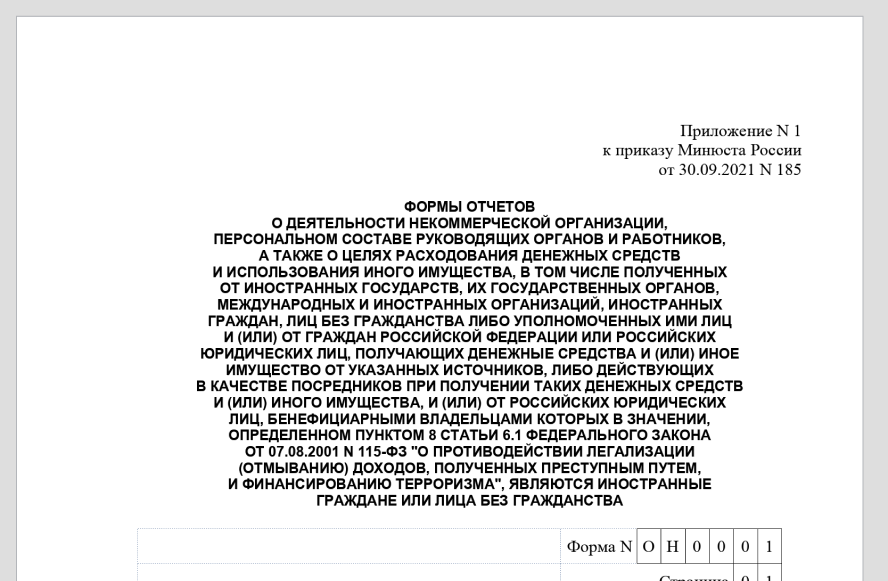 Приложение N 1
к приказу Минюста России
от 30.09.2021 N 185
ФОРМЫ ОТЧЕТОВ
О ДЕЯТЕЛЬНОСТИ НЕКОММЕРЧЕСКОЙ ОРГАНИЗАЦИИ,
ПЕРСОНАЛЬНОМ СОСТАВЕ РУКОВОДЯЩИХ ОРГАНОВ И РАБОТНИКОВ,
А ТАКЖЕ О ЦЕЛЯХ РАСХОДОВАНИЯ ДЕНЕЖНЫХ СРЕДСТВ
И ИСПОЛЬЗОВАНИЯ ИНОГО ИМУЩЕСТВА, В ТОМ ЧИСЛЕ ПОЛУЧЕННЫХ
ОТ ИНОСТРАННЫХ ГОСУДАРСТВ, ИХ ГОСУДАРСТВЕННЫХ ОРГАНОВ,
МЕЖДУНАРОДНЫХ И ИНОСТРАННЫХ ОРГАНИЗАЦИЙ, ИНОСТРАННЫХ
ГРАЖДАН, ЛИЦ БЕЗ ГРАЖДАНСТВА ЛИБО УПОЛНОМОЧЕННЫХ ИМИ ЛИЦ
И (ИЛИ) ОТ ГРАЖДАН РОССИЙСКОЙ ФЕДЕРАЦИИ ИЛИ РОССИЙСКИХ
ЮРИДИЧЕСКИХ ЛИЦ, ПОЛУЧАЮЩИХ ДЕНЕЖНЫЕ СРЕДСТВА И (ИЛИ) ИНОЕ
ИМУЩЕСТВО ОТ УКАЗАННЫХ ИСТОЧНИКОВ, ЛИБО ДЕЙСТВУЮЩИХ
В КАЧЕСТВЕ ПОСРЕДНИКОВ ПРИ ПОЛУЧЕНИИ ТАКИХ ДЕНЕЖНЫХ СРЕДСТВ
И (ИЛИ) ИНОГО ИМУЩЕСТВА, И (ИЛИ) ОТ РОССИЙСКИХ ЮРИДИЧЕСКИХ
ЛИЦ, БЕНЕФИЦИАРНЫМИ ВЛАДЕЛЬЦАМИ КОТОРЫХ В ЗНАЧЕНИИ,
ОПРЕДЕЛЕННОМ ПУНКТОМ 8 СТАТЬИ 6.1 ФЕДЕРАЛЬНОГО ЗАКОНА
ОТ 07.08.2001 N 115-ФЗ "О ПРОТИВОДЕЙСТВИИ ЛЕГАЛИЗАЦИИ
(ОТМЫВАНИЮ) ДОХОДОВ, ПОЛУЧЕННЫХ ПРЕСТУПНЫМ ПУТЕМ,
И ФИНАНСИРОВАНИЮ ТЕРРОРИЗМА", ЯВЛЯЮТСЯ ИНОСТРАННЫЕ
ГРАЖДАНЕ ИЛИ ЛИЦА БЕЗ ГРАЖДАНСТВА
Форма N О Н 0 0 0 1
Страница 0 1